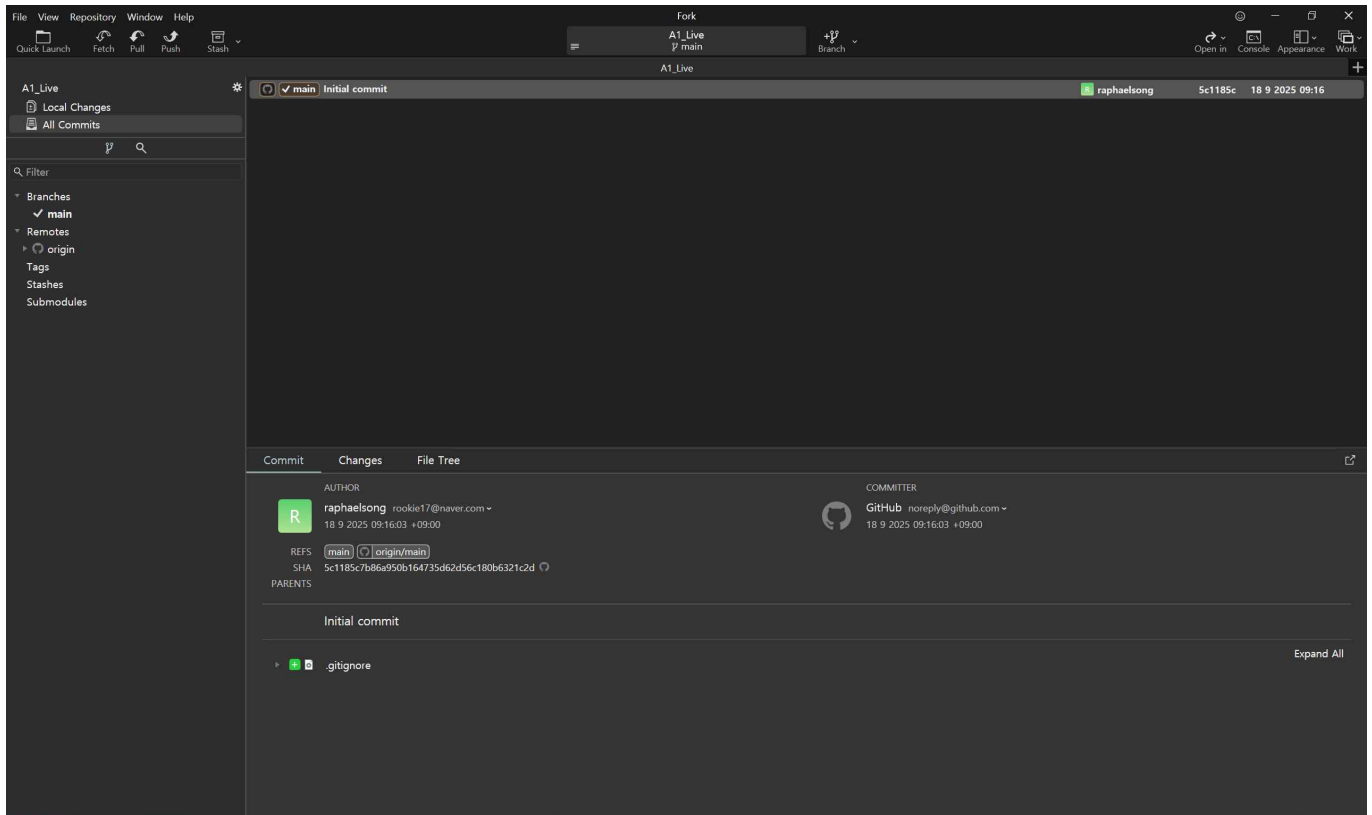 File View Repository Window Help
Fork
Quick Launch Fetch Pull Push Stash
A1_Live
main
Branch
Open in Console Appearance Work
A1_Live
A1_Live
Local Changes
All Commits
Filter
Branches
main
Remotes
origin
Tags
Stashes
Submodules
main Initial commit R raphaelsong 5c1185c 18 9 2025 09:16
Commit Changes File Tree
AUTHOR
R
raphaelsong rookie17@naver.com
18 9 2025 09:16:03 +09:00
COMMITTER
GitHub noreply@github.com
18 9 2025 09:16:03 +09:00
REFS main origin/main
SHA 5c1185c7b86a950b164735d62d56c180b6321c2d
PARENTS
Initial commit
Expand All
.gitignore